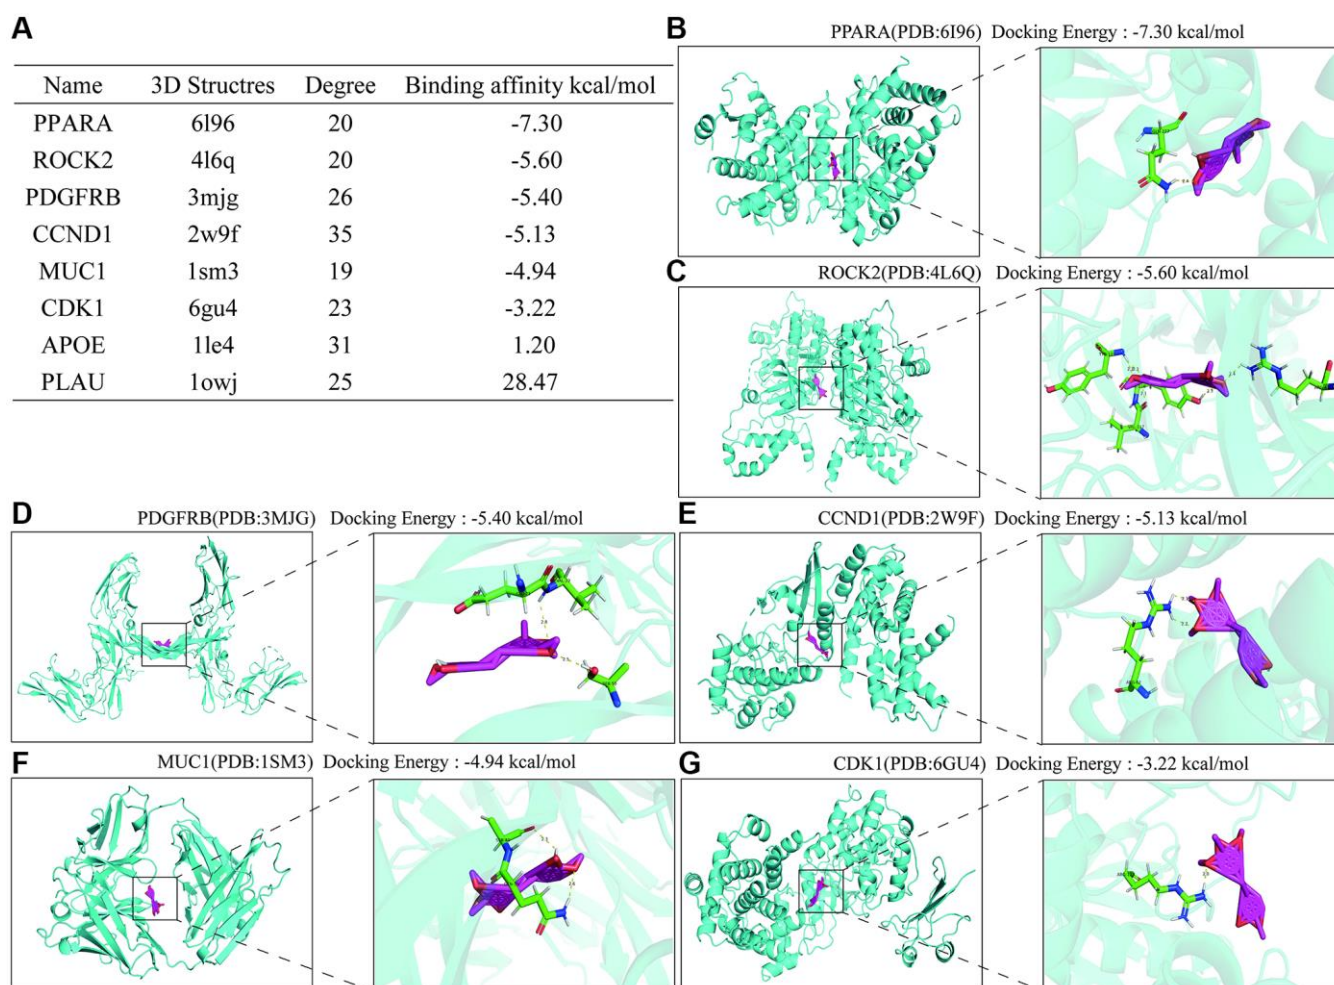 A
Name 3D Structres Degree Binding affinity kcal/mol
PPARA 6l96 20 -7.30
ROCK2 4l6q 20 -5.60
PDGFRB 3mjg 26 -5.40
CCND1 2w9f 35 -5.13
MUC1 1sm3 19 -4.94
CDK1 6gu4 23 -3.22
APOE 1le4 31 1.20
PLAU 1owj 25 28.47
B
PPARA(PDB:6I96) Docking Energy : -7.30 kcal/mol
C
ROCK2(PDB:4L6Q) Docking Energy : -5.60 kcal/mol
D
PDGFRB(PDB:3MJG) Docking Energy : -5.40 kcal/mol
E
CCND1(PDB:2W9F) Docking Energy : -5.13 kcal/mol
F
MUC1(PDB:1SM3) Docking Energy : -4.94 kcal/mol
G
CDK1(PDB:6GU4) Docking Energy : -3.22 kcal/mol